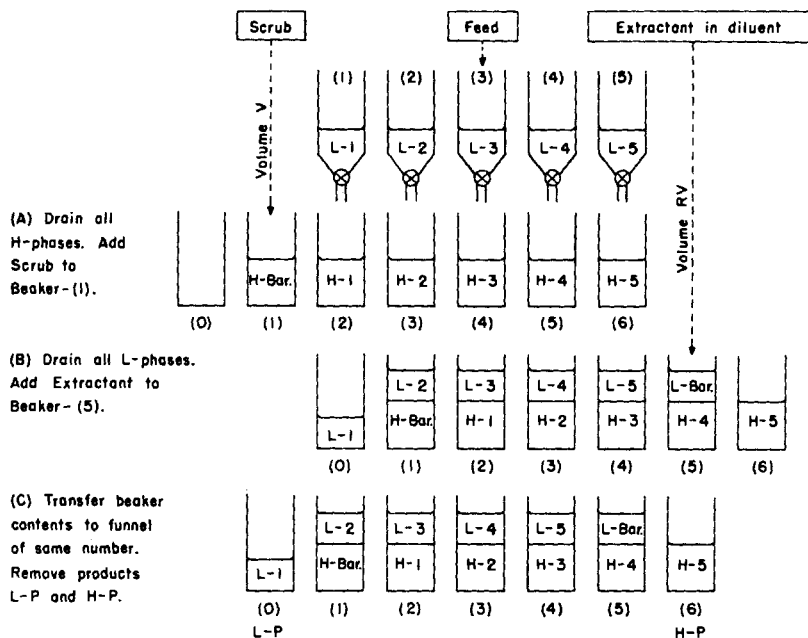 Scrub
Feed
Extractant in diluent
(1) (2) (3) (4) (5)
L-1 L-2 L-3 L-4 L-5
Volume V
Volume RV
(A) Drain all
H-phases. Add
Scrub to
Beaker-(1).
H-Bar. H-1 H-2 H-3 H-4 H-5
(0) (1) (2) (3) (4) (5) (6)
(B) Drain all L-phases.
Add Extractant to
Beaker-(5).
L-2 L-3 L-4 L-5 L-Bar.
L-1 H-Bar. H-1 H-2 H-3 H-4 H-5
(0) (1) (2) (3) (4) (5) (6)
(C) Transfer beaker
contents to funnel
of same number.
Remove products
L-P and H-P.
L-2 L-3 L-4 L-5 L-Bar.
L-1 H-Bar. H-1 H-2 H-3 H-4 H-5
(0) (1) (2) (3) (4) (5) (6)
L-P H-P